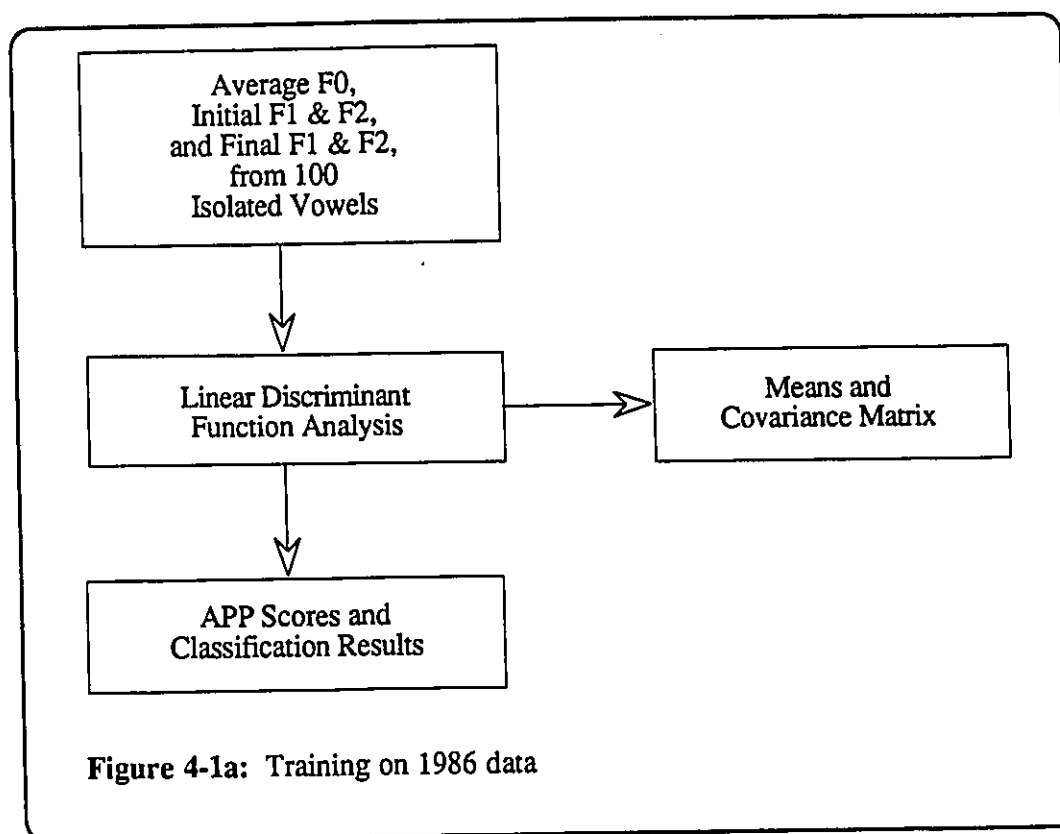 Average F0,
Initial F1 & F2,
and Final F1 & F2,
from 100
Isolated Vowels
Linear Discriminant
Function Analysis
Means and
Covariance Matrix
APP Scores and
Classification Results
Figure 4-1a: Training on 1986 data